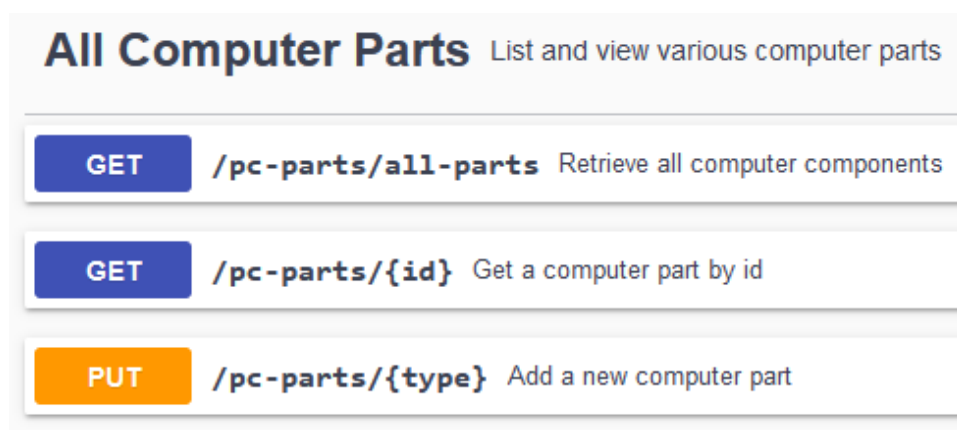 All Computer Parts List and view various computer parts
GET /pc-parts/all-parts Retrieve all computer components
GET /pc-parts/{id} Get a computer part by id
PUT /pc-parts/{type} Add a new computer part